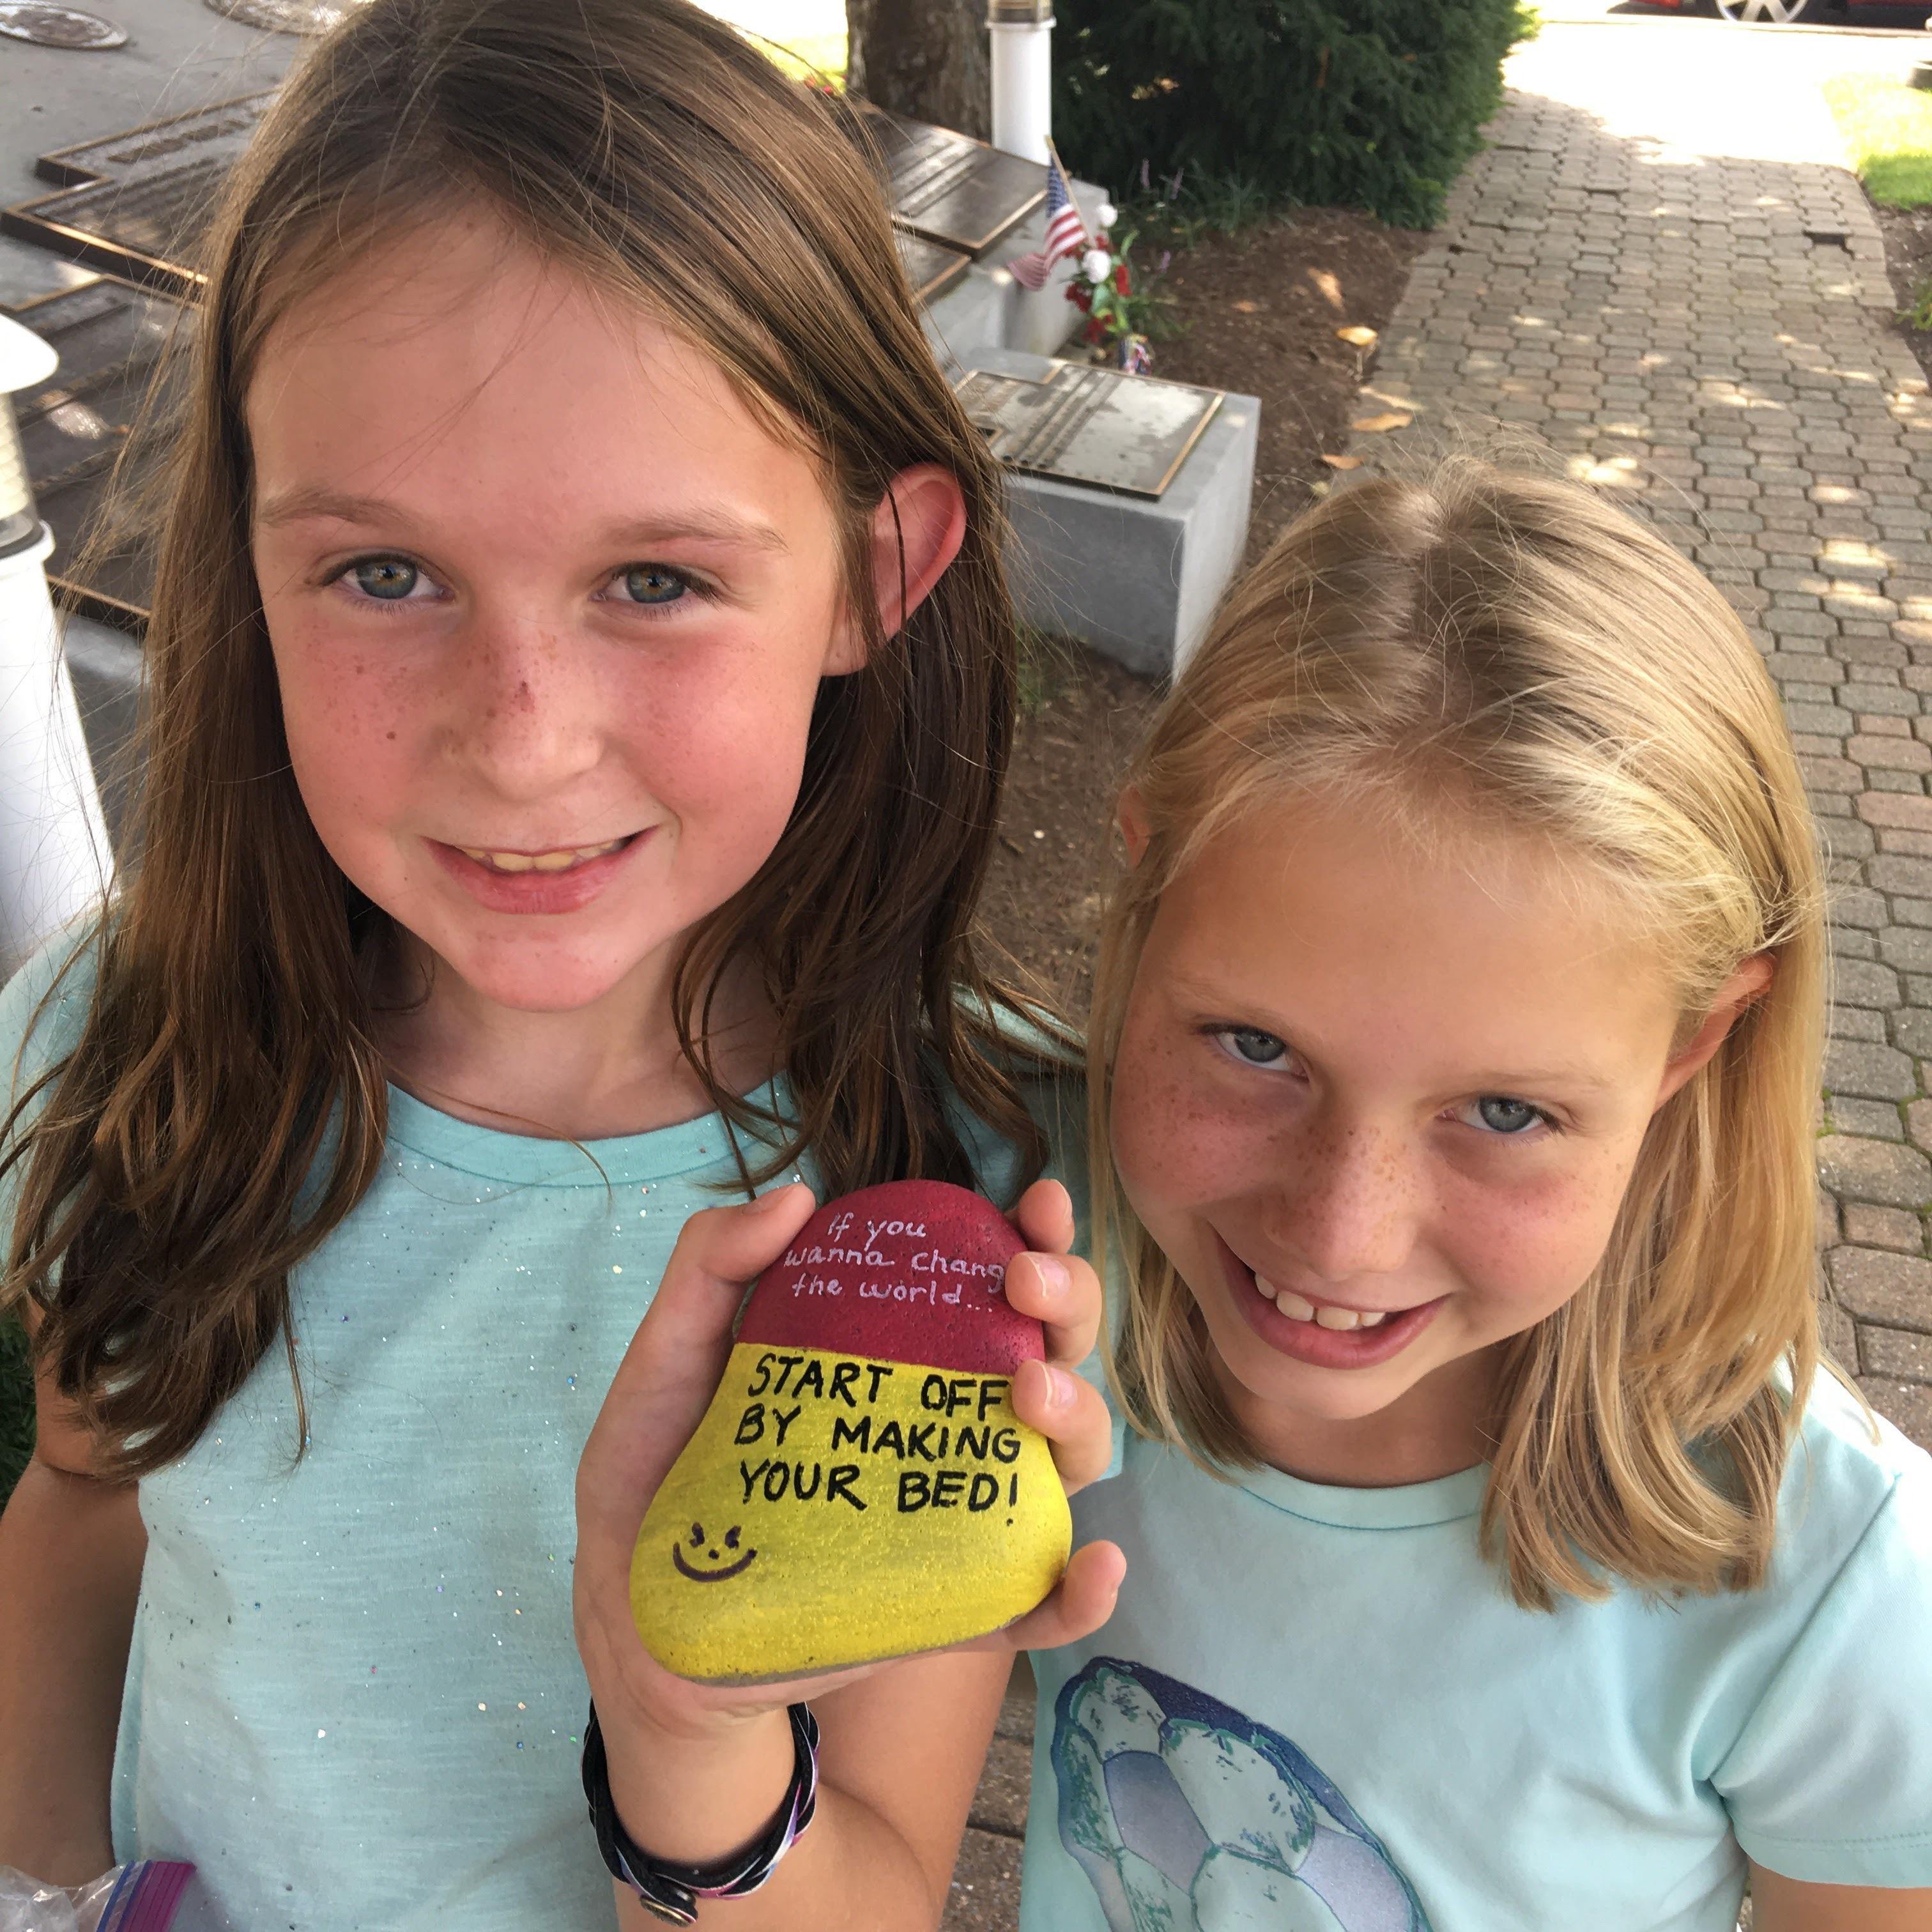 If you
wanna chang
the world...
START OFF
BY MAKING
YOUR BED!